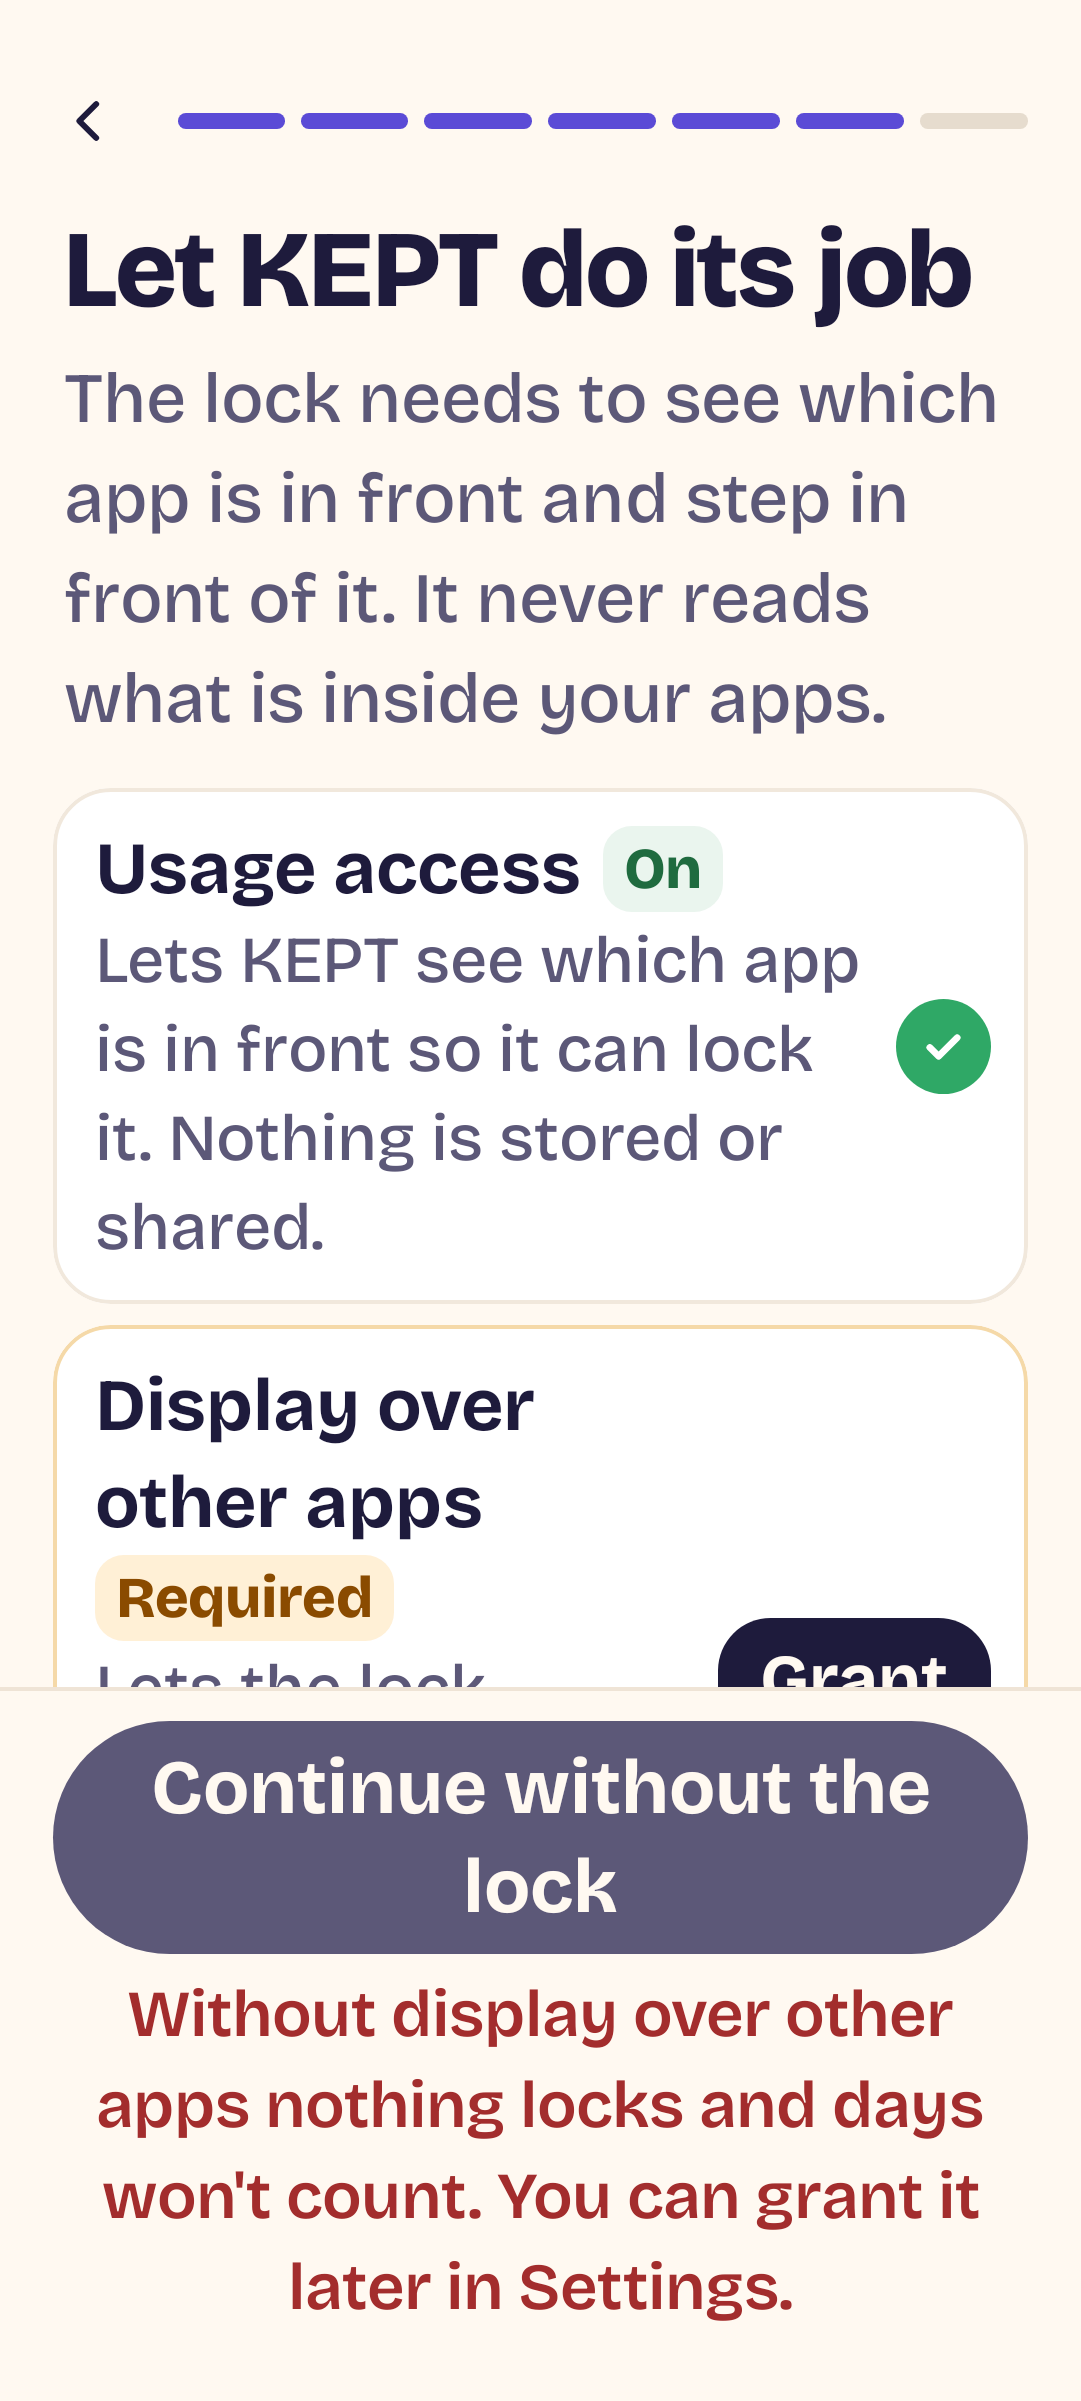 Let KEPT do its job
The lock needs to see which
app is in front and step in
front of it. It never reads
what is inside your apps.
Usage access On
Lets KEPT see which app
is in front so it can lock
it. Nothing is stored or
shared.
Display over
other apps
Required
Lets the lock
Grant
Continue without the
lock
Without display over other
apps nothing locks and days
won't count. You can grant it
later in Settings.